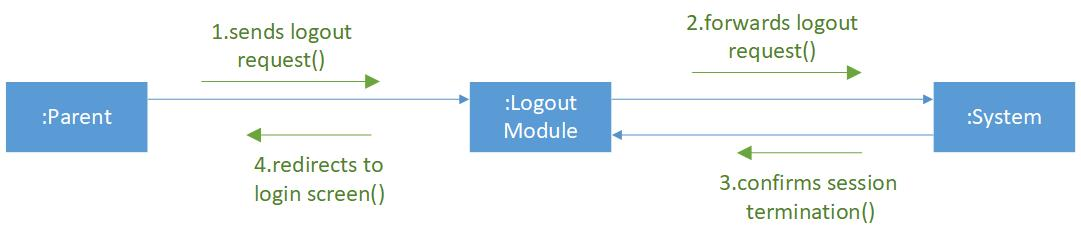 1.sends logout
request()
2.forwards logout
request()
:Parent
:Logout
Module
:System
4.redirects to
login screen()
3.confirms session
termination()